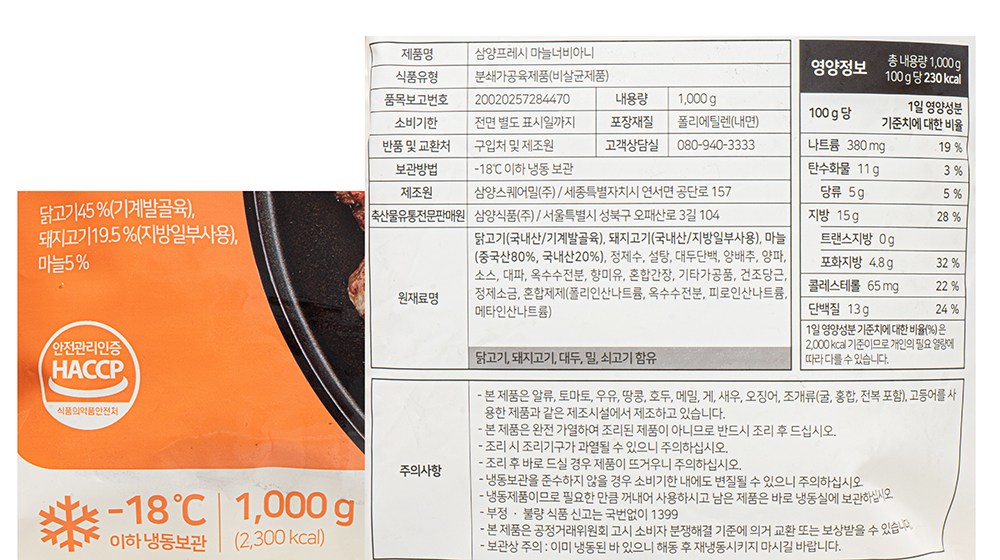 닭고기45 %(기계발골육),
돼지고기19.5 %(지방일부사용),
마늘5 %
안전관리인증
HACCP
식품의약품안전처
-18℃
이하 냉동보관
1,000 g
(2,300 kcal)
제품명 삼양프레시 마늘너비아니
식품유형 분쇄가공육제품(비살균제품)
품목보고번호 20020257284470 내용량 1,000 g
소비기한 전면 별도 표시일까지 포장재질 폴리에틸렌(내면)
반품 및 교환처 구입처 및 제조원 고객상담실 080-940-3333
보관방법 -18℃ 이하 냉동 보관
제조원 삼양스퀘어밀(주) / 세종특별자치시 연서면 공단로 157
축산물유통전문판매원 삼양식품(주) / 서울특별시 성북구 오패산로 3길 104
원재료명
닭고기(국내산/기계발골육), 돼지고기(국내산/지방일부사용), 마늘
(중국산80%, 국내산20%), 정제수, 설탕, 대두단백, 양배추, 양파,
소스, 대파, 옥수수전분, 향미유, 혼합간장, 기타가공품, 건조당근,
정제소금, 혼합제제(폴리인산나트륨, 옥수수전분, 피로인산나트륨,
메타인산나트륨)
닭고기, 돼지고기, 대두, 밀, 쇠고기 함유
영양정보
총 내용량 1,000 g
100 g 당 230 kcal
100 g 당
1일 영양성분
기준치에 대한 비율
나트륨 380 mg 19 %
탄수화물 11 g 3 %
당류 5 g 5 %
지방 15 g 28 %
트랜스지방 0 g
포화지방 4.8 g 32 %
콜레스테롤 65 mg 22 %
단백질 13 g 24 %
1일 영양성분 기준치에 대한 비율(%)은
2,000 kcal 기준이므로 개인의 필요 열량에
따라 다를 수 있습니다.
주의사항
- 본 제품은 알류, 토마토, 우유, 땅콩, 호두, 메밀, 게, 새우, 오징어, 조개류(굴, 홍합, 전복 포함), 고등어를 사
용한 제품과 같은 제조시설에서 제조하고 있습니다.
- 본 제품은 완전 가열하여 조리된 제품이 아니므로 반드시 조리 후 드십시오.
- 조리 시 조리기구가 과열될 수 있으니 주의하십시오.
- 조리 후 바로 드실 경우 제품이 뜨거우니 주의하십시오.
- 냉동보관을 준수하지 않을 경우 소비기한 내에도 변질될 수 있으니 주의하십시오.
- 냉동제품이므로 필요한 만큼 꺼내어 사용하시고 남은 제품은 바로 냉동실에 보관하십시오.
- 부정 · 불량 식품 신고는 국번없이 1399
- 본 제품은 공정거래위원회 고시 소비자 분쟁해결 기준에 의거 교환 또는 보상받을 수 있습니다.
- 보관상 주의 : 이미 냉동된 바 있으니 해동 후 재냉동시키지 마시길 바랍니다.